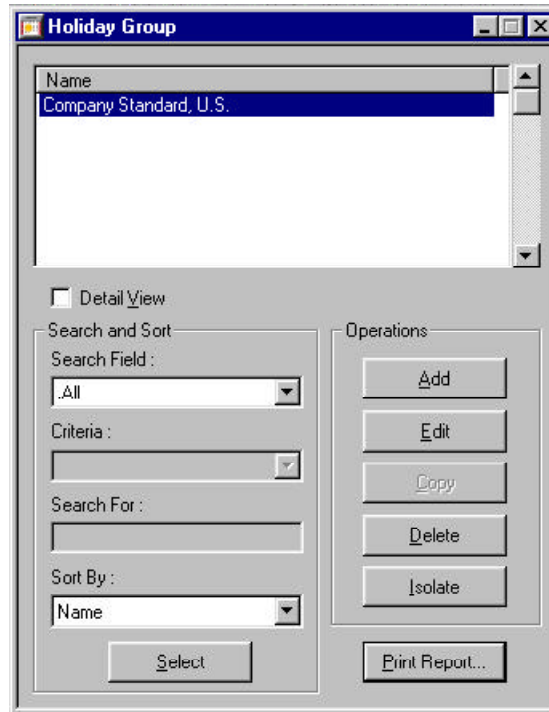 Holiday Group
Name
Company Standard, U.S.
Detail View
Search and Sort
Search Field :
.All
Criteria :
Search For :
Sort By :
Name
Select
Operations
Add
Edit
Copy
Delete
Isolate
Print Report...